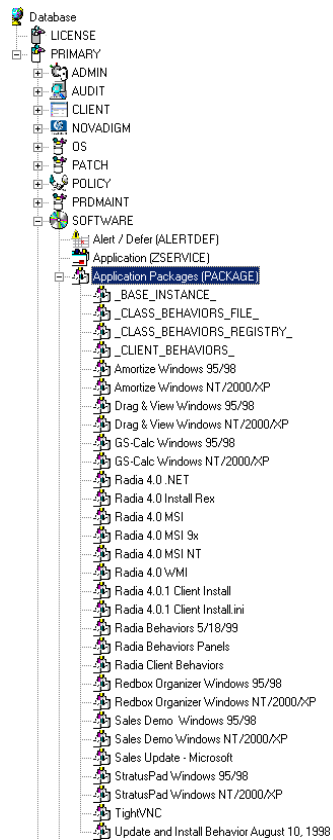 Database
LICENSE
PRIMARY
ADMIN
AUDIT
CLIENT
NOVADIGM
OS
PATCH
POLICY
PRDMAINT
SOFTWARE
Alert / Defer (ALERTDEF)
Application (ZSERVICE)
Application Packages (PACKAGE)
_BASE_INSTANCE_
_CLASS_BEHAVIORS_FILE_
_CLASS_BEHAVIORS_REGISTRY_
_CLIENT_BEHAVIORS_
Amortize Windows 95/98
Amortize Windows NT/2000/XP
Drag & View Windows 95/98
Drag & View Windows NT/2000/XP
GS-Calc Windows 95/98
GS-Calc Windows NT/2000/XP
Radia 4.0 .NET
Radia 4.0 Install Rex
Radia 4.0 MSI
Radia 4.0 MSI 9x
Radia 4.0 MSI NT
Radia 4.0 WMI
Radia 4.0.1 Client Install
Radia 4.0.1 Client Install.ini
Radia Behaviors 5/18/99
Radia Behaviors Panels
Radia Client Behaviors
Redbox Organizer Windows 95/98
Redbox Organizer Windows NT/2000/XP
Sales Demo  Windows 95/98
Sales Demo Windows NT/2000/XP
Sales Update - Microsoft
StratusPad Windows 95/98
StratusPad Windows NT/2000/XP
TighVNC
Update and Install Behavior August 10, 1998